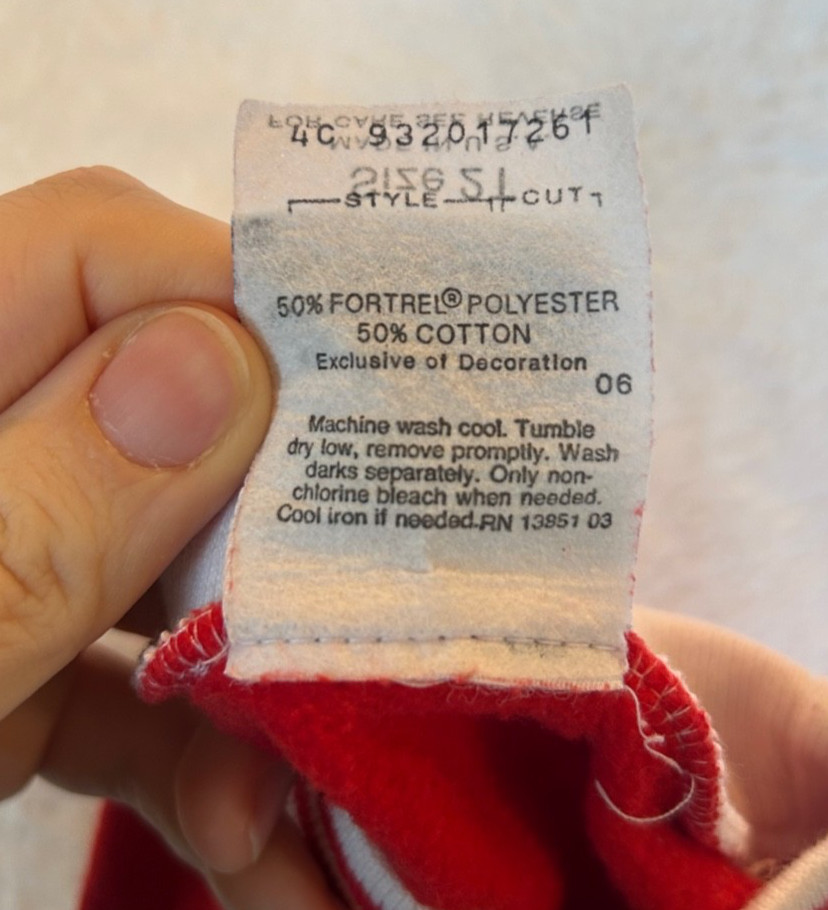 4C 932017261
STYLE CUT
50% FORTREL® POLYESTER
50% COTTON
Exclusive of Decoration
06
Machine wash cool. Tumble
dry low, remove promptly. Wash
darks separately. Only non-
chlorine bleach when needed.
Cool iron if needed. RN 13851 03